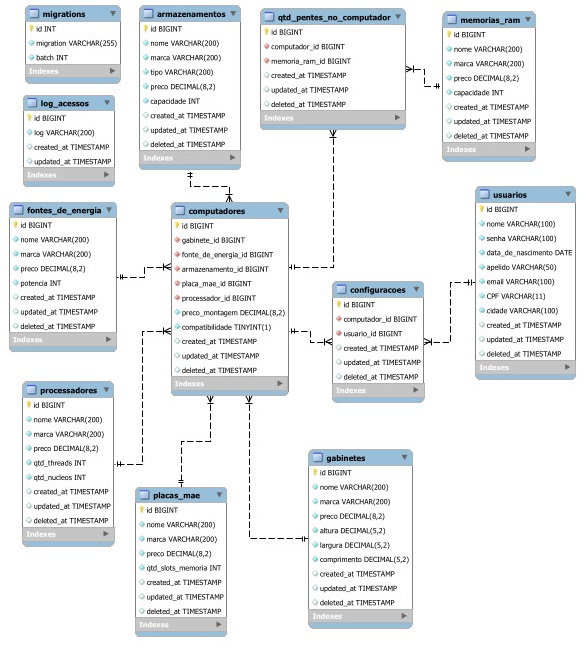 migrations
id INT
migration VARCHAR(255)
batch INT
Indexes
armazenamentos
id BIGINT
nome VARCHAR(200)
marca VARCHAR(200)
tipo VARCHAR(200)
preco DECIMAL(8,2)
capacidade INT
created_at TIMESTAMP
updated_at TIMESTAMP
deleted_at TIMESTAMP
Indexes
qtd_pentes_no_computador
id BIGINT
computador_id BIGINT
memoria_ram_id BIGINT
created_at TIMESTAMP
updated_at TIMESTAMP
deleted_at TIMESTAMP
Indexes
memorias_ram
id BIGINT
nome VARCHAR(200)
marca VARCHAR(200)
preco DECIMAL(8,2)
capacidade INT
created_at TIMESTAMP
updated_at TIMESTAMP
deleted_at TIMESTAMP
Indexes
log_acessos
id BIGINT
log VARCHAR(200)
created_at TIMESTAMP
updated_at TIMESTAMP
Indexes
fontes_de_energia
id BIGINT
nome VARCHAR(200)
marca VARCHAR(200)
preco DECIMAL(8,2)
potencia INT
created_at TIMESTAMP
updated_at TIMESTAMP
deleted_at TIMESTAMP
Indexes
computadores
id BIGINT
gabinete_id BIGINT
fonte_de_energia_id BIGINT
armazenamento_id BIGINT
placa_mae_id BIGINT
processador_id BIGINT
preco_montagem DECIMAL(8,2)
compatibilidade TINYINT(1)
created_at TIMESTAMP
updated_at TIMESTAMP
deleted_at TIMESTAMP
Indexes
usuarios
id BIGINT
nome VARCHAR(100)
senha VARCHAR(100)
data_de_nascimento DATE
apelido VARCHAR(50)
email VARCHAR(100)
CPF VARCHAR(11)
cidade VARCHAR(100)
created_at TIMESTAMP
updated_at TIMESTAMP
deleted_at TIMESTAMP
Indexes
configuracoes
id BIGINT
computador_id BIGINT
usuario_id BIGINT
created_at TIMESTAMP
updated_at TIMESTAMP
deleted_at TIMESTAMP
Indexes
processadores
id BIGINT
nome VARCHAR(200)
marca VARCHAR(200)
preco DECIMAL(8,2)
qtd_threads INT
qtd_nucleos INT
created_at TIMESTAMP
updated_at TIMESTAMP
deleted_at TIMESTAMP
Indexes
placas_mae
id BIGINT
nome VARCHAR(200)
marca VARCHAR(200)
preco DECIMAL(8,2)
qtd_slots_memoria INT
created_at TIMESTAMP
updated_at TIMESTAMP
deleted_at TIMESTAMP
Indexes
gabinetes
id BIGINT
nome VARCHAR(200)
marca VARCHAR(200)
preco DECIMAL(8,2)
altura DECIMAL(5,2)
largura DECIMAL(5,2)
comprimento DECIMAL(5,2)
created_at TIMESTAMP
updated_at TIMESTAMP
deleted_at TIMESTAMP
Indexes